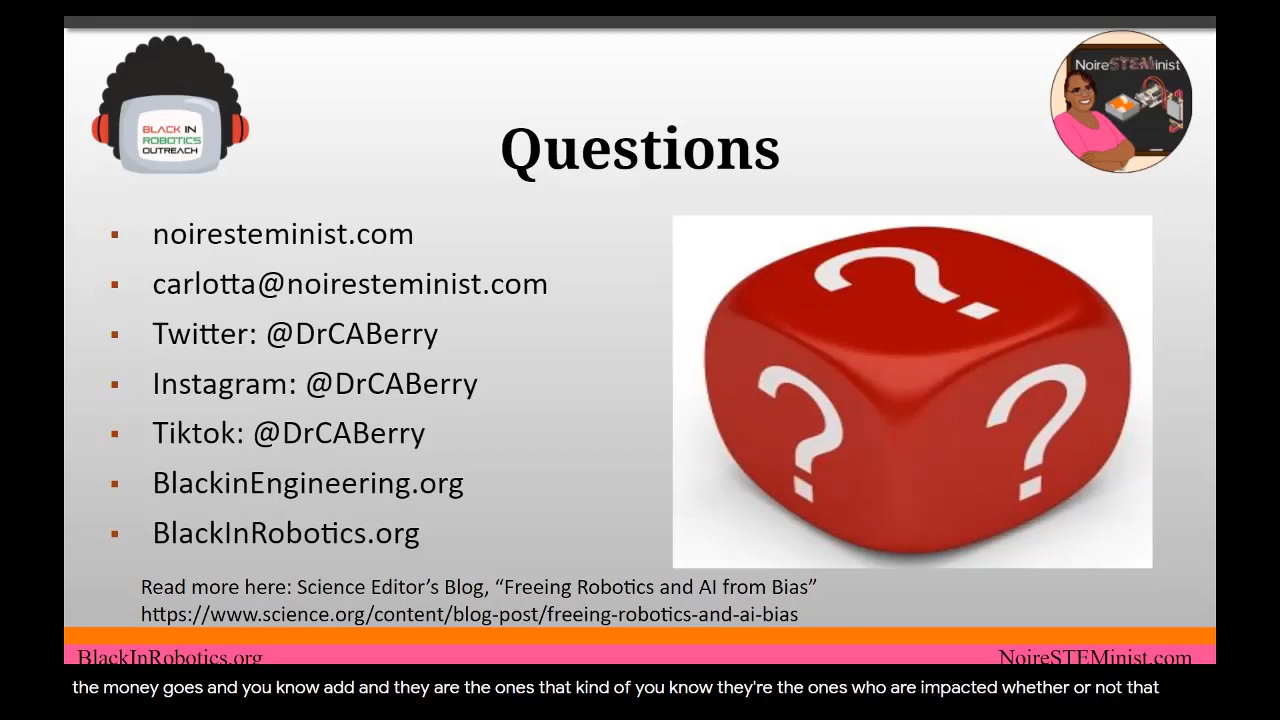 BLACK IN
ROBOTICS
OUTREACH
NoireSTEMinist
Questions
noiresteminist.com
carlotta@noiresteminist.com
Twitter: @DrCABerry
Instagram: @DrCABerry
Tiktok: @DrCABerry
BlackinEngineering.org
BlackInRobotics.org
? ? ?
Read more here: Science Editor’s Blog, “Freeing Robotics and AI from Bias”
https://www.science.org/content/blog-post/freeing-robotics-and-ai-bias
BlackInRobotics.org
NoireSTEMinist.com
the money goes and you know add and they are the ones that kind of you know they're the ones who are impacted whether or not that